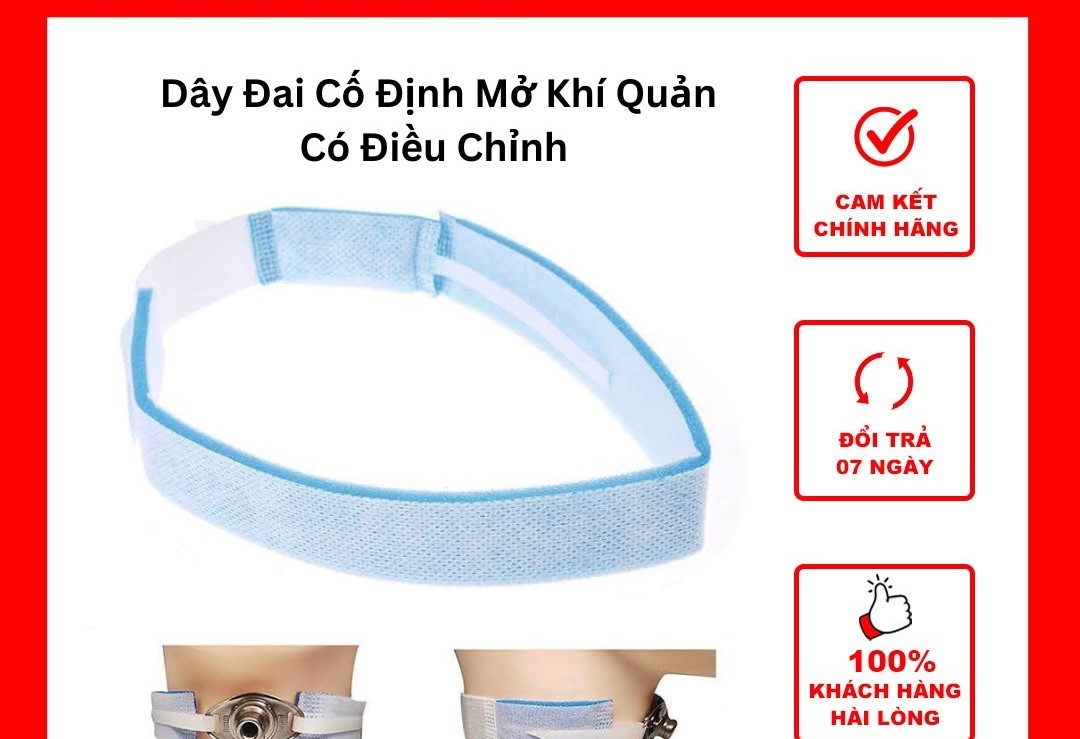 Dây Đai Cố Định Mở Khí Quản
Có Điều Chỉnh
CAM KẾT
CHÍNH HÃNG
ĐỔI TRẢ
07 NGÀY
100%
KHÁCH HÀNG
HÀI LÒNG